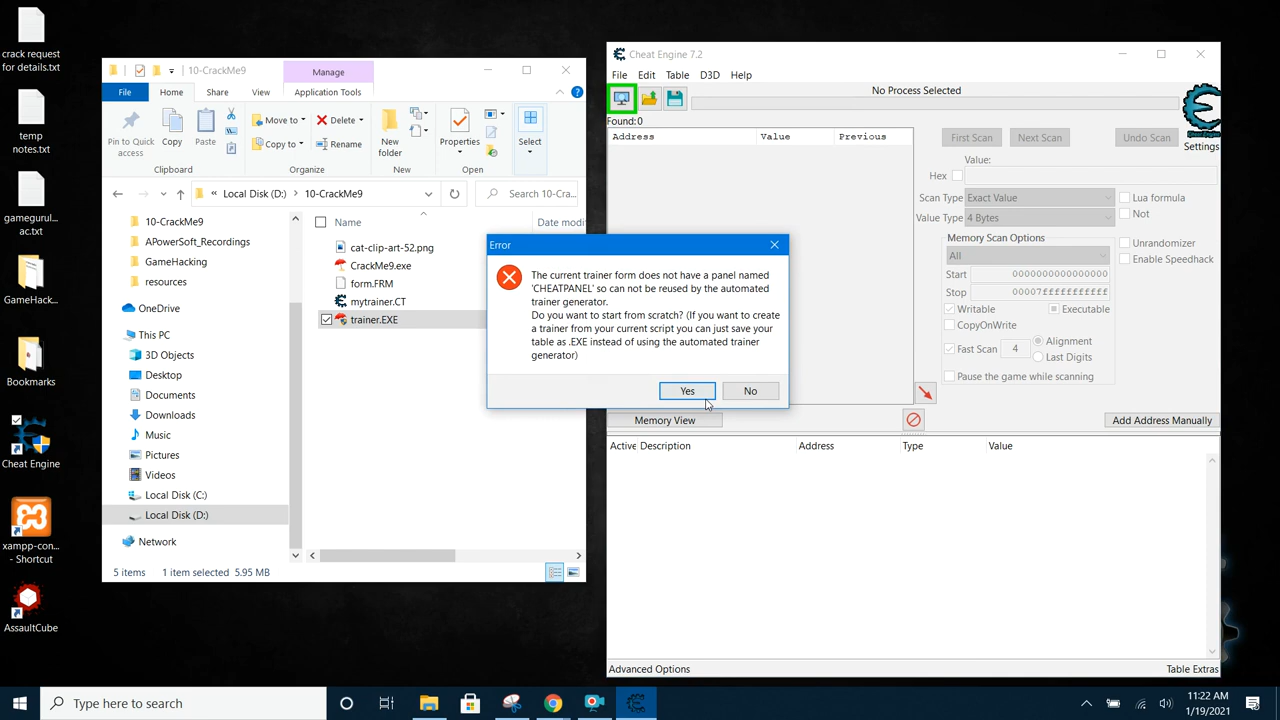 crack request
for details.txt
temp
notes.txt
gamegurul...
ac.txt
GameHack...
Bookmarks
Cheat Engine
xampp-con...
- Shortcut
AssaultCube
10-CrackMe9
Manage
File
Home
Share
View
Application Tools
Pin to Quick
access
Copy
Paste
Clipboard
Move to
Copy to
Delete
Rename
Organize
New
folder
New
Properties
Open
Select
Local Disk (D:)
10-CrackMe9
Search 10-Cra...
10-CrackMe9
APowerSoft_Recordings
GameHacking
resources
OneDrive
This PC
3D Objects
Desktop
Documents
Downloads
Music
Pictures
Videos
Local Disk (C:)
Local Disk (D:)
Network
Name
Date modif
cat-clip-art-52.png
CrackMe9.exe
form.FRM
mytrainer.CT
trainer.EXE
5 items
1 item selected 5.95 MB
Cheat Engine 7.2
File Edit Table D3D Help
No Process Selected
Found:0
Address Value Previous
First Scan
Next Scan
Undo Scan
Settings
Value:
Hex
Scan Type Exact Value
Value Type 4 Bytes
Lua formula
Not
Memory Scan Options
All
Start 0000000000000000
Stop 00007fffffffffff
Writable Executable
CopyOnWrite
Fast Scan 4
Alignment
Last Digits
Pause the game while scanning
Unrandomizer
Enable Speedhack
Memory View
Add Address Manually
Active Description Address Type Value
Advanced Options
Table Extras
Error
The current trainer form does not have a panel named
'CHEATPANEL' so can not be reused by the automated
trainer generator.
Do you want to start from scratch? (If you want to create
a trainer from your current script you can just save your
table as .EXE instead of using the automated trainer
generator)
Yes
No
Type here to search
11:22 AM
1/19/2021